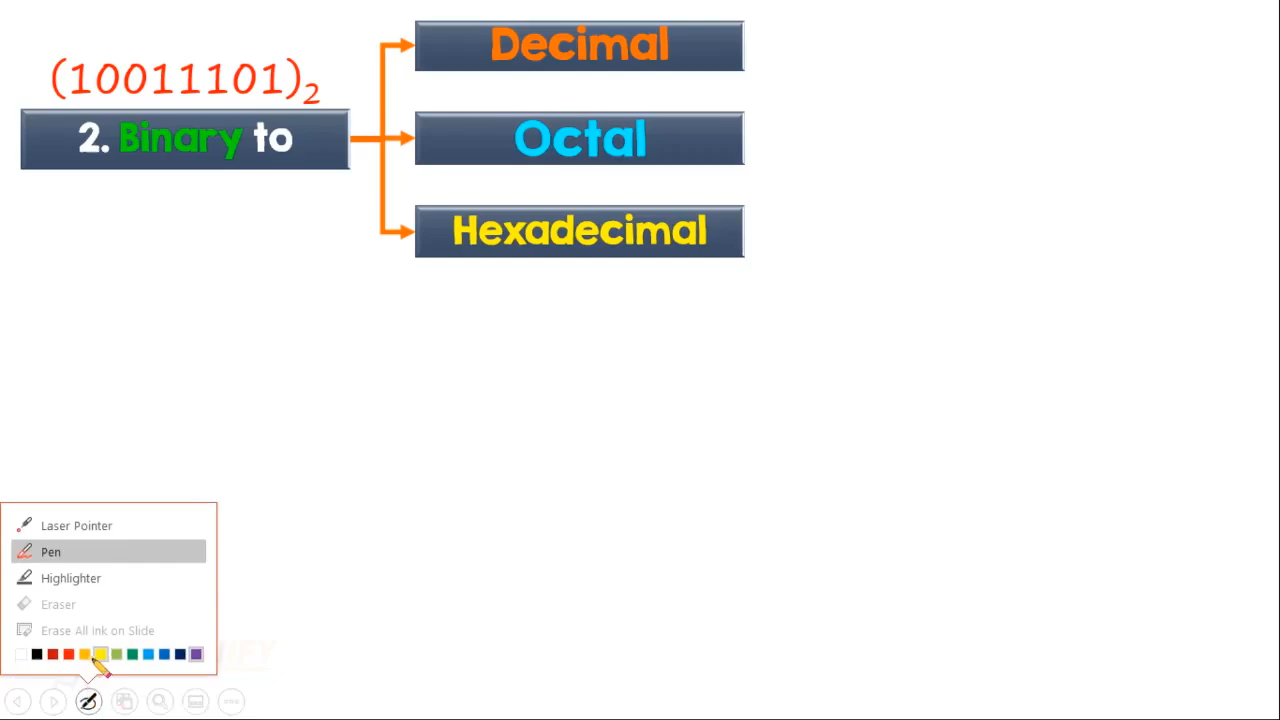 (10011101)2
2. Binary to
Decimal
Octal
Hexadecimal
Laser Pointer
Pen
Highlighter
Eraser
Erase All Ink on Slide